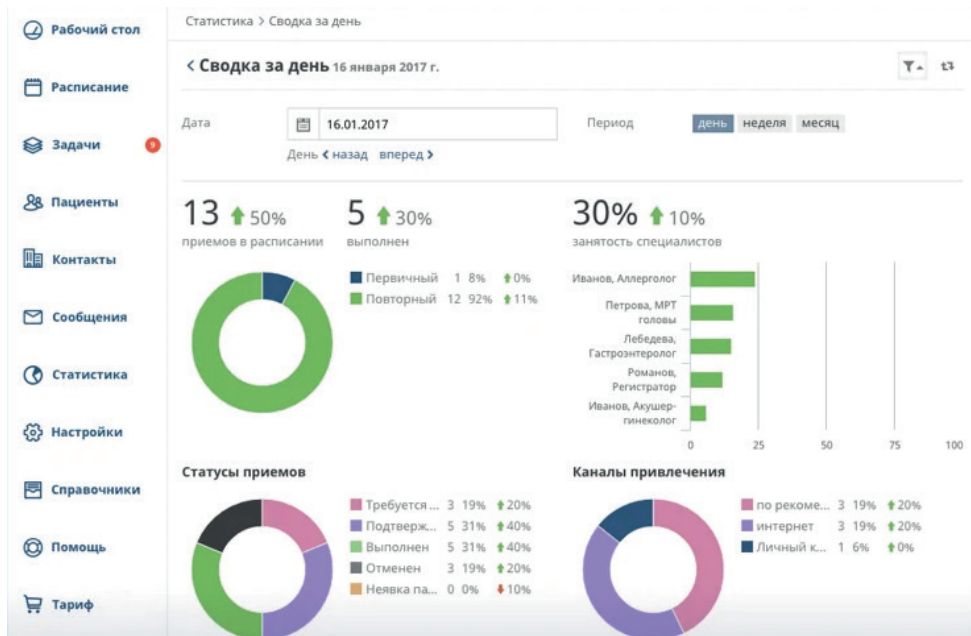 Рабочий стол
Расписание
Задачи 9
Пациенты
Контакты
Сообщения
Статистика
Настройки
Справочники
Помощь
Тариф
Статистика > Сводка за день
< Сводка за день 16 января 2017 г.
Дата 16.01.2017 Период день неделя месяц
День < назад вперед >
13 50% 5 30% 30% 10%
приемов в расписании выполнен занятость специалистов
Первичный 1 8% 0%
Повторный 12 92% 11%
Иванов, Аллерголог
Петрова, МРТ
головы
Лебедева,
Гастроэнтеролог
Романов,
Регистратор
Иванов, Акушер-
гинеколог
0 25 50 75 100
Статусы приемов
Требуется ... 3 19% 20%
Подтверж... 5 31% 40%
Выполнен 5 31% 40%
Отменен 3 19% 20%
Неявка па... 0 0% 10%
Каналы привлечения
по рекоме... 3 19% 20%
интернет 3 19% 20%
Личный к... 1 6% 0%